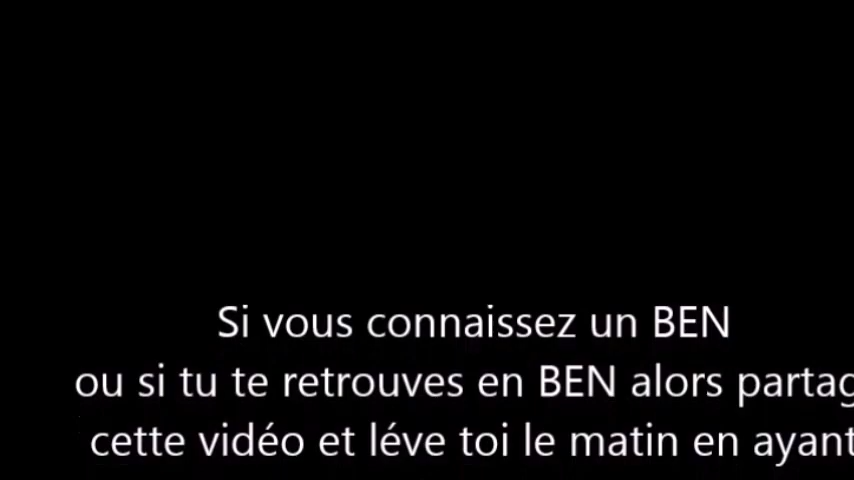 Si vous connaissez un BEN
ou si tu te retrouves en BEN alors partag
cette vidéo et léve toi le matin en ayant